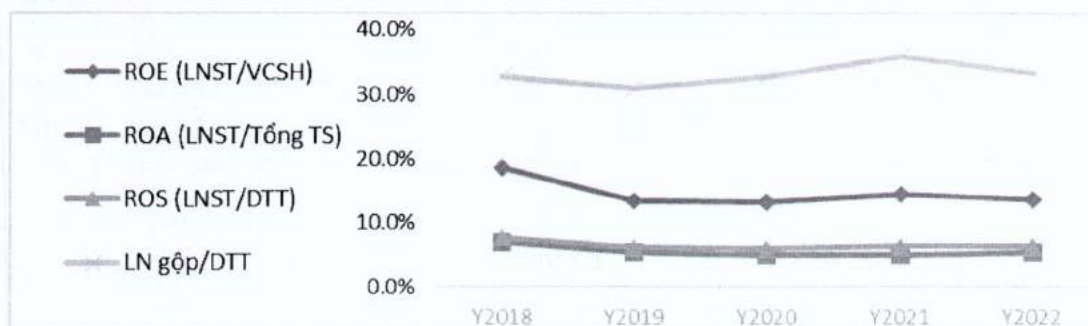 40.0%
ROE (LNST/VCSH)
30.0%
ROA (LNST/Tổng TS)
20.0%
ROS (LNST/DTT)
10.0%
LN gộp/DTT
0.0%
Y2018 Y2019 Y2020 Y2021 Y2022